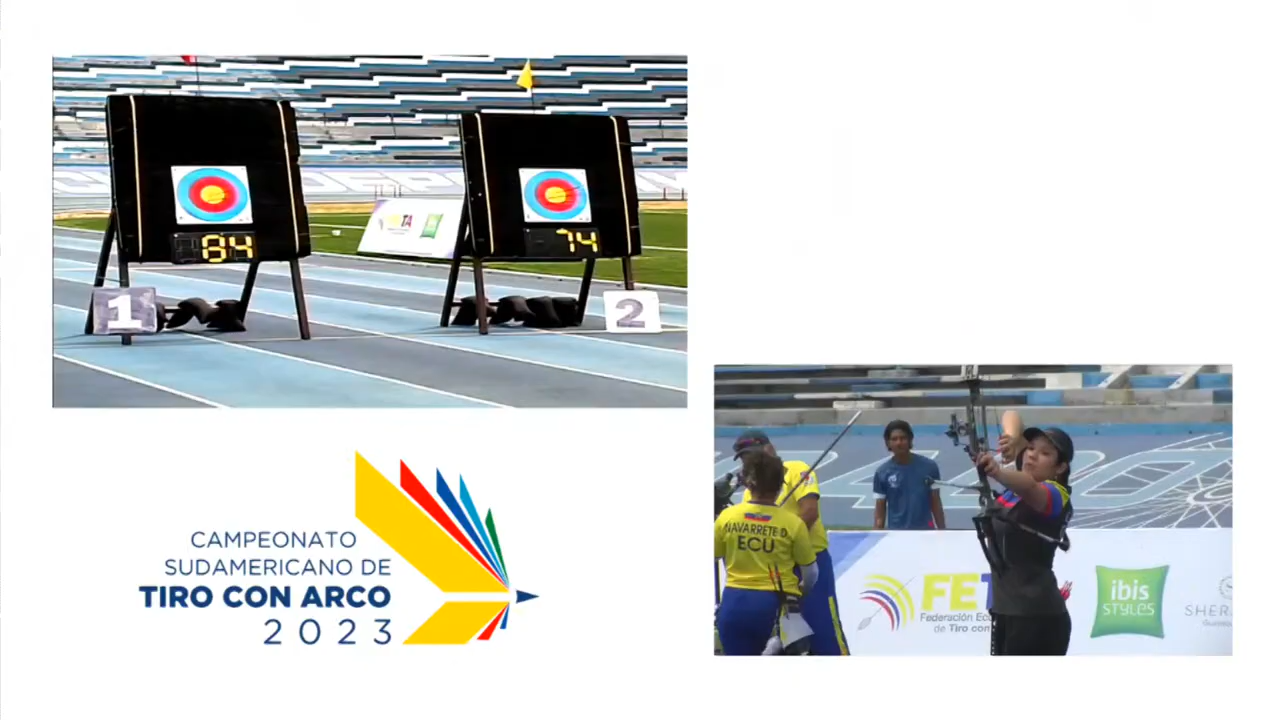 84
74
1
2
CAMPEONATO
SUDAMERICANO DE
TIRO CON ARCO
2023
NAVARRETE D
ECU
FET
Federación Ecu
de Tiro con
ibis
STYLES
SHER